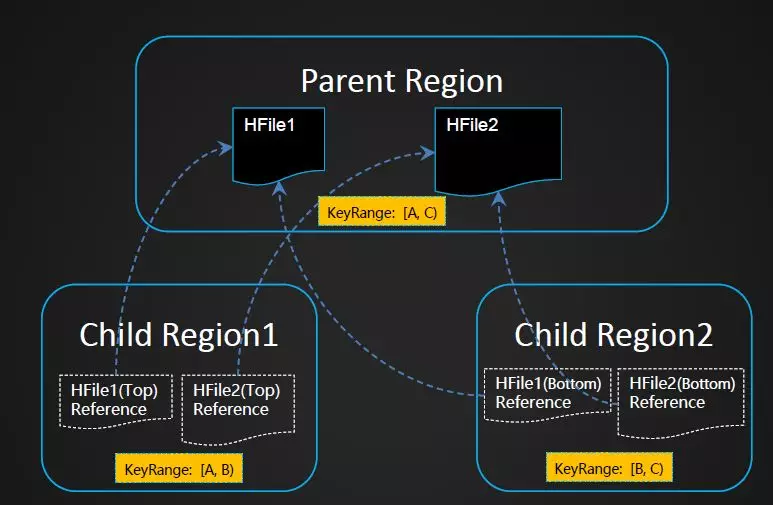 Parent Region
HFile1
HFile2
KeyRange: [A, C)
Child Region1
HFile1(Top)
Reference
HFile2(Top)
Reference
KeyRange: [A, B)
Child Region2
HFile1(Bottom)
Reference
HFile2(Bottom)
Reference
KeyRange: [B, C)